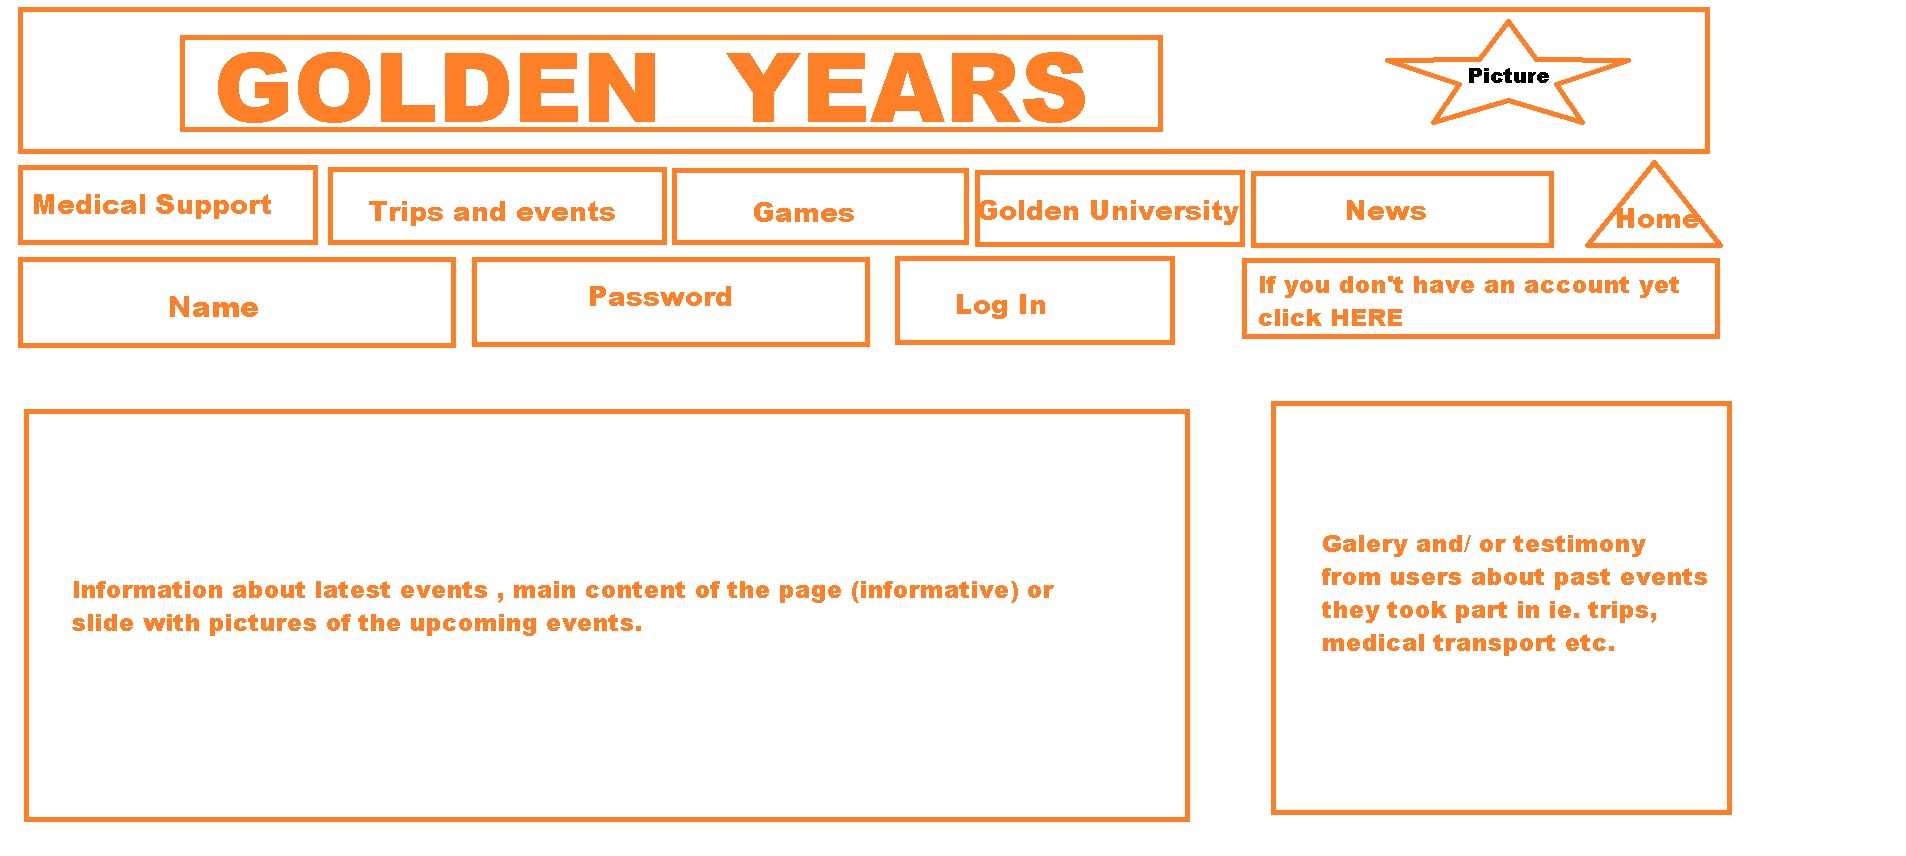 GOLDEN YEARS
Picture
Medical Support
Trips and events
Games
Golden University
News
Home
Name
Password
Log In
If you don't have an account yet
click HERE
Information about latest events , main content of the page (informative) or
slide with pictures of the upcoming events.
Galery and/ or testimony
from users about past events
they took part in ie. trips,
medical transport etc.